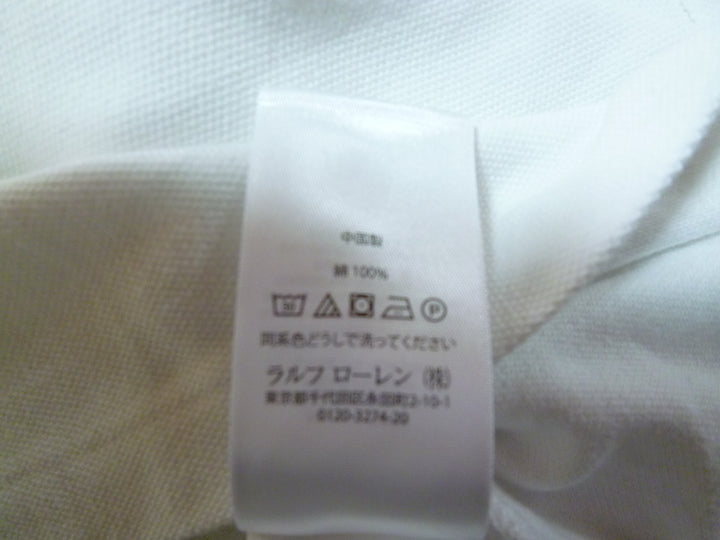 中国製
綿 100%
同系色どうしで洗ってください
ラルフ ローレン (株)
東京都千代田区永田町2-10-1
0120-3274-20